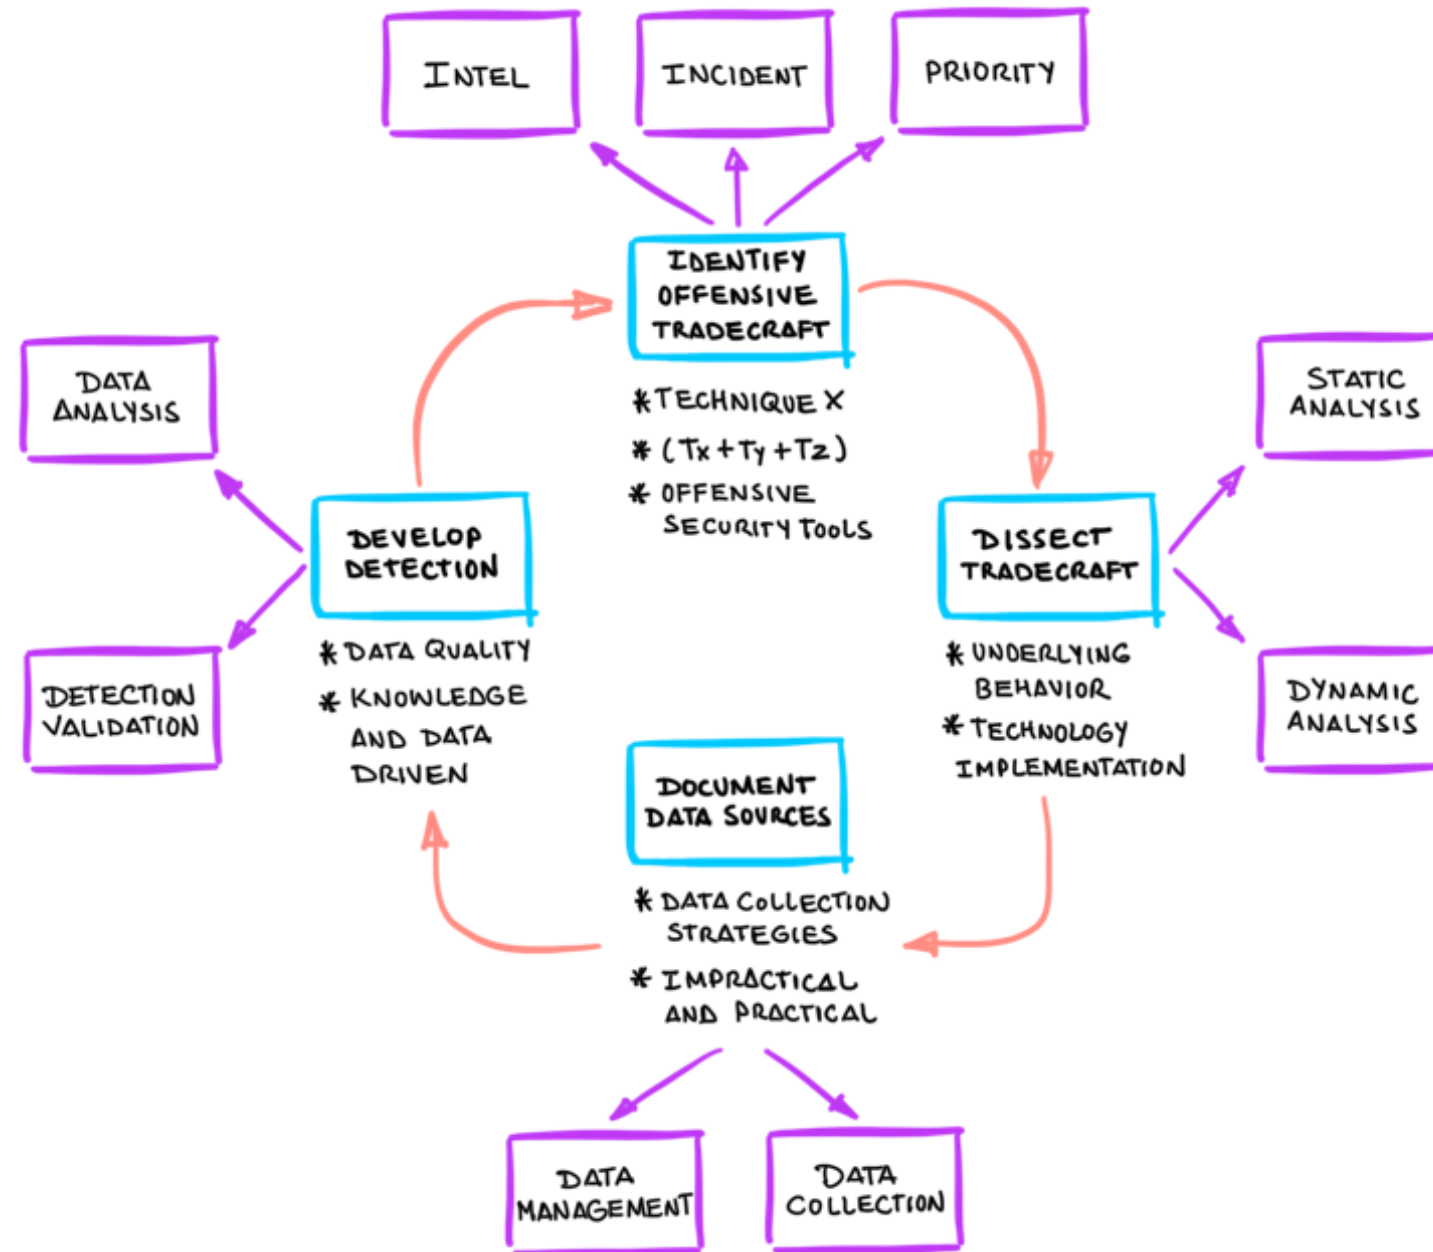 INTEL
INCIDENT
PRIORITY
IDENTIFY
OFFENSIVE
TRADECRAFT
* TECHNIQUE X
* (Tx+Ty+Tz)
* OFFENSIVE
SECURITY TOOLS
DATA
ANALYSIS
STATIC
ANALYSIS
DEVELOP
DETECTION
* DATA QUALITY
* KNOWLEDGE
AND DATA
DRIVEN
DISSECT
TRADECRAFT
* UNDERLYING
BEHAVIOR
* TECHNOLOGY
IMPLEMENTATION
DETECTION
VALIDATION
DYNAMIC
ANALYSIS
DOCUMENT
DATA SOURCES
* DATA COLLECTION
STRATEGIES
* IMPRACTICAL
AND PRACTICAL
DATA
MANAGEMENT
DATA
COLLECTION